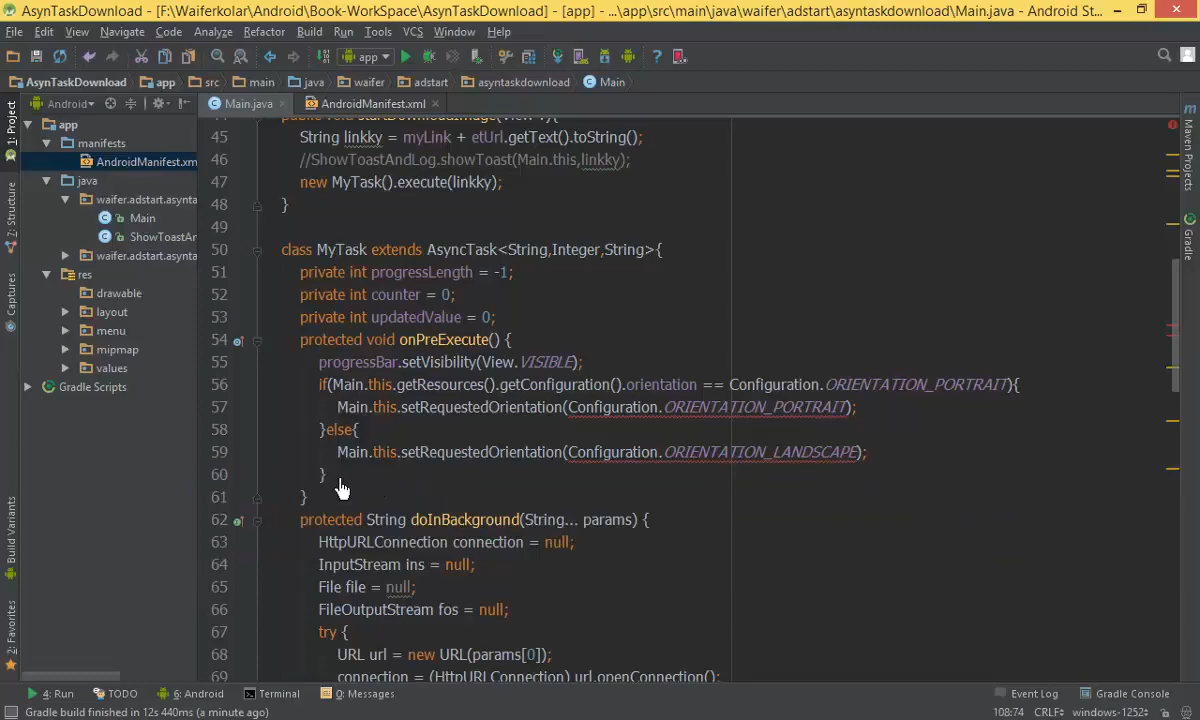 AsynTaskDownload - [F:\Waiferkolar\Android\Book-WorkSpace\AsynTaskDownload] - [app] - ...\app\src\main\java\waifer\adstart\asyntaskdownload\Main.java - Android St...
File Edit View Navigate Code Analyze Refactor Build Run Tools VCS Window Help
app
AsynTaskDownload app src main java waifer adstart asyntaskdownload Main
Android Main.java AndroidManifest.xml
1: Project
7: Structure
Captures
Build Variants
2: Favorites
app
manifests
AndroidManifest.xm
java
waifer.adstart.asynta
Main
ShowToastAr
waifer.adstart.asynta
res
drawable
layout
menu
mipmap
values
Gradle Scripts
44 public void startDownloadImage(View v){
45 String linkky = myLink + etUrl.getText().toString();
46 //ShowToastAndLog.showToast(Main.this,linkky);
47 new MyTask().execute(linkky);
48 }
49
50 class MyTask extends AsyncTask<String,Integer,String>{
51 private int progressLength = -1;
52 private int counter = 0;
53 private int updatedValue = 0;
54 protected void onPreExecute() {
55 progressBar.setVisibility(View.VISIBLE);
56 if(Main.this.getResources().getConfiguration().orientation == Configuration.ORIENTATION_PORTRAIT){
57 Main.this.setRequestedOrientation(Configuration.ORIENTATION_PORTRAIT);
58 }else{
59 Main.this.setRequestedOrientation(Configuration.ORIENTATION_LANDSCAPE);
60 }
61 }
62 protected String doInBackground(String... params) {
63 HttpURLConnection connection = null;
64 InputStream ins = null;
65 File file = null;
66 FileOutputStream fos = null;
67 try {
68 URL url = new URL(params[0]);
69 connection = (HttpURLConnection) url.openConnection();
Maven Projects
Gradle
4: Run TODO 6: Android Terminal 0: Messages Event Log Gradle Console
Gradle build finished in 12s 440ms (a minute ago) 108:74 CRLF windows-1252